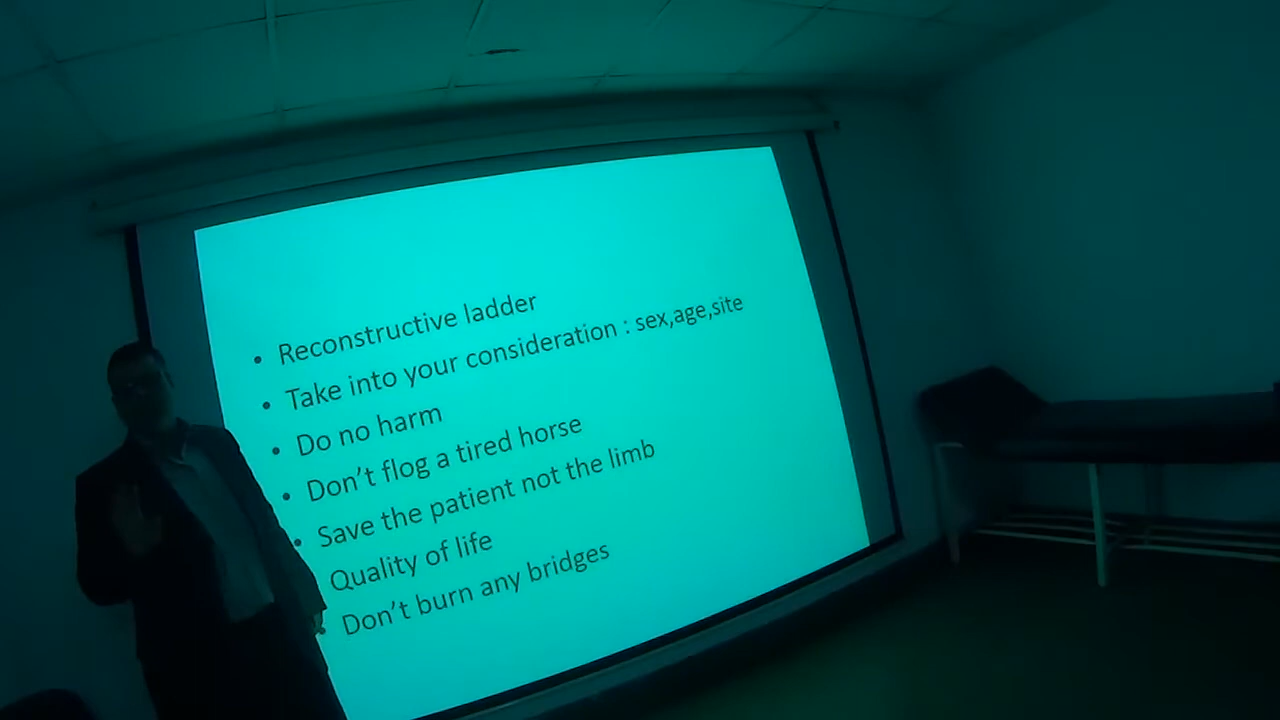 • Reconstructive ladder
• Take into your consideration : sex,age,site
• Do no harm
• Don't flog a tired horse
• Save the patient not the limb
Quality of life
• Don't burn any bridges